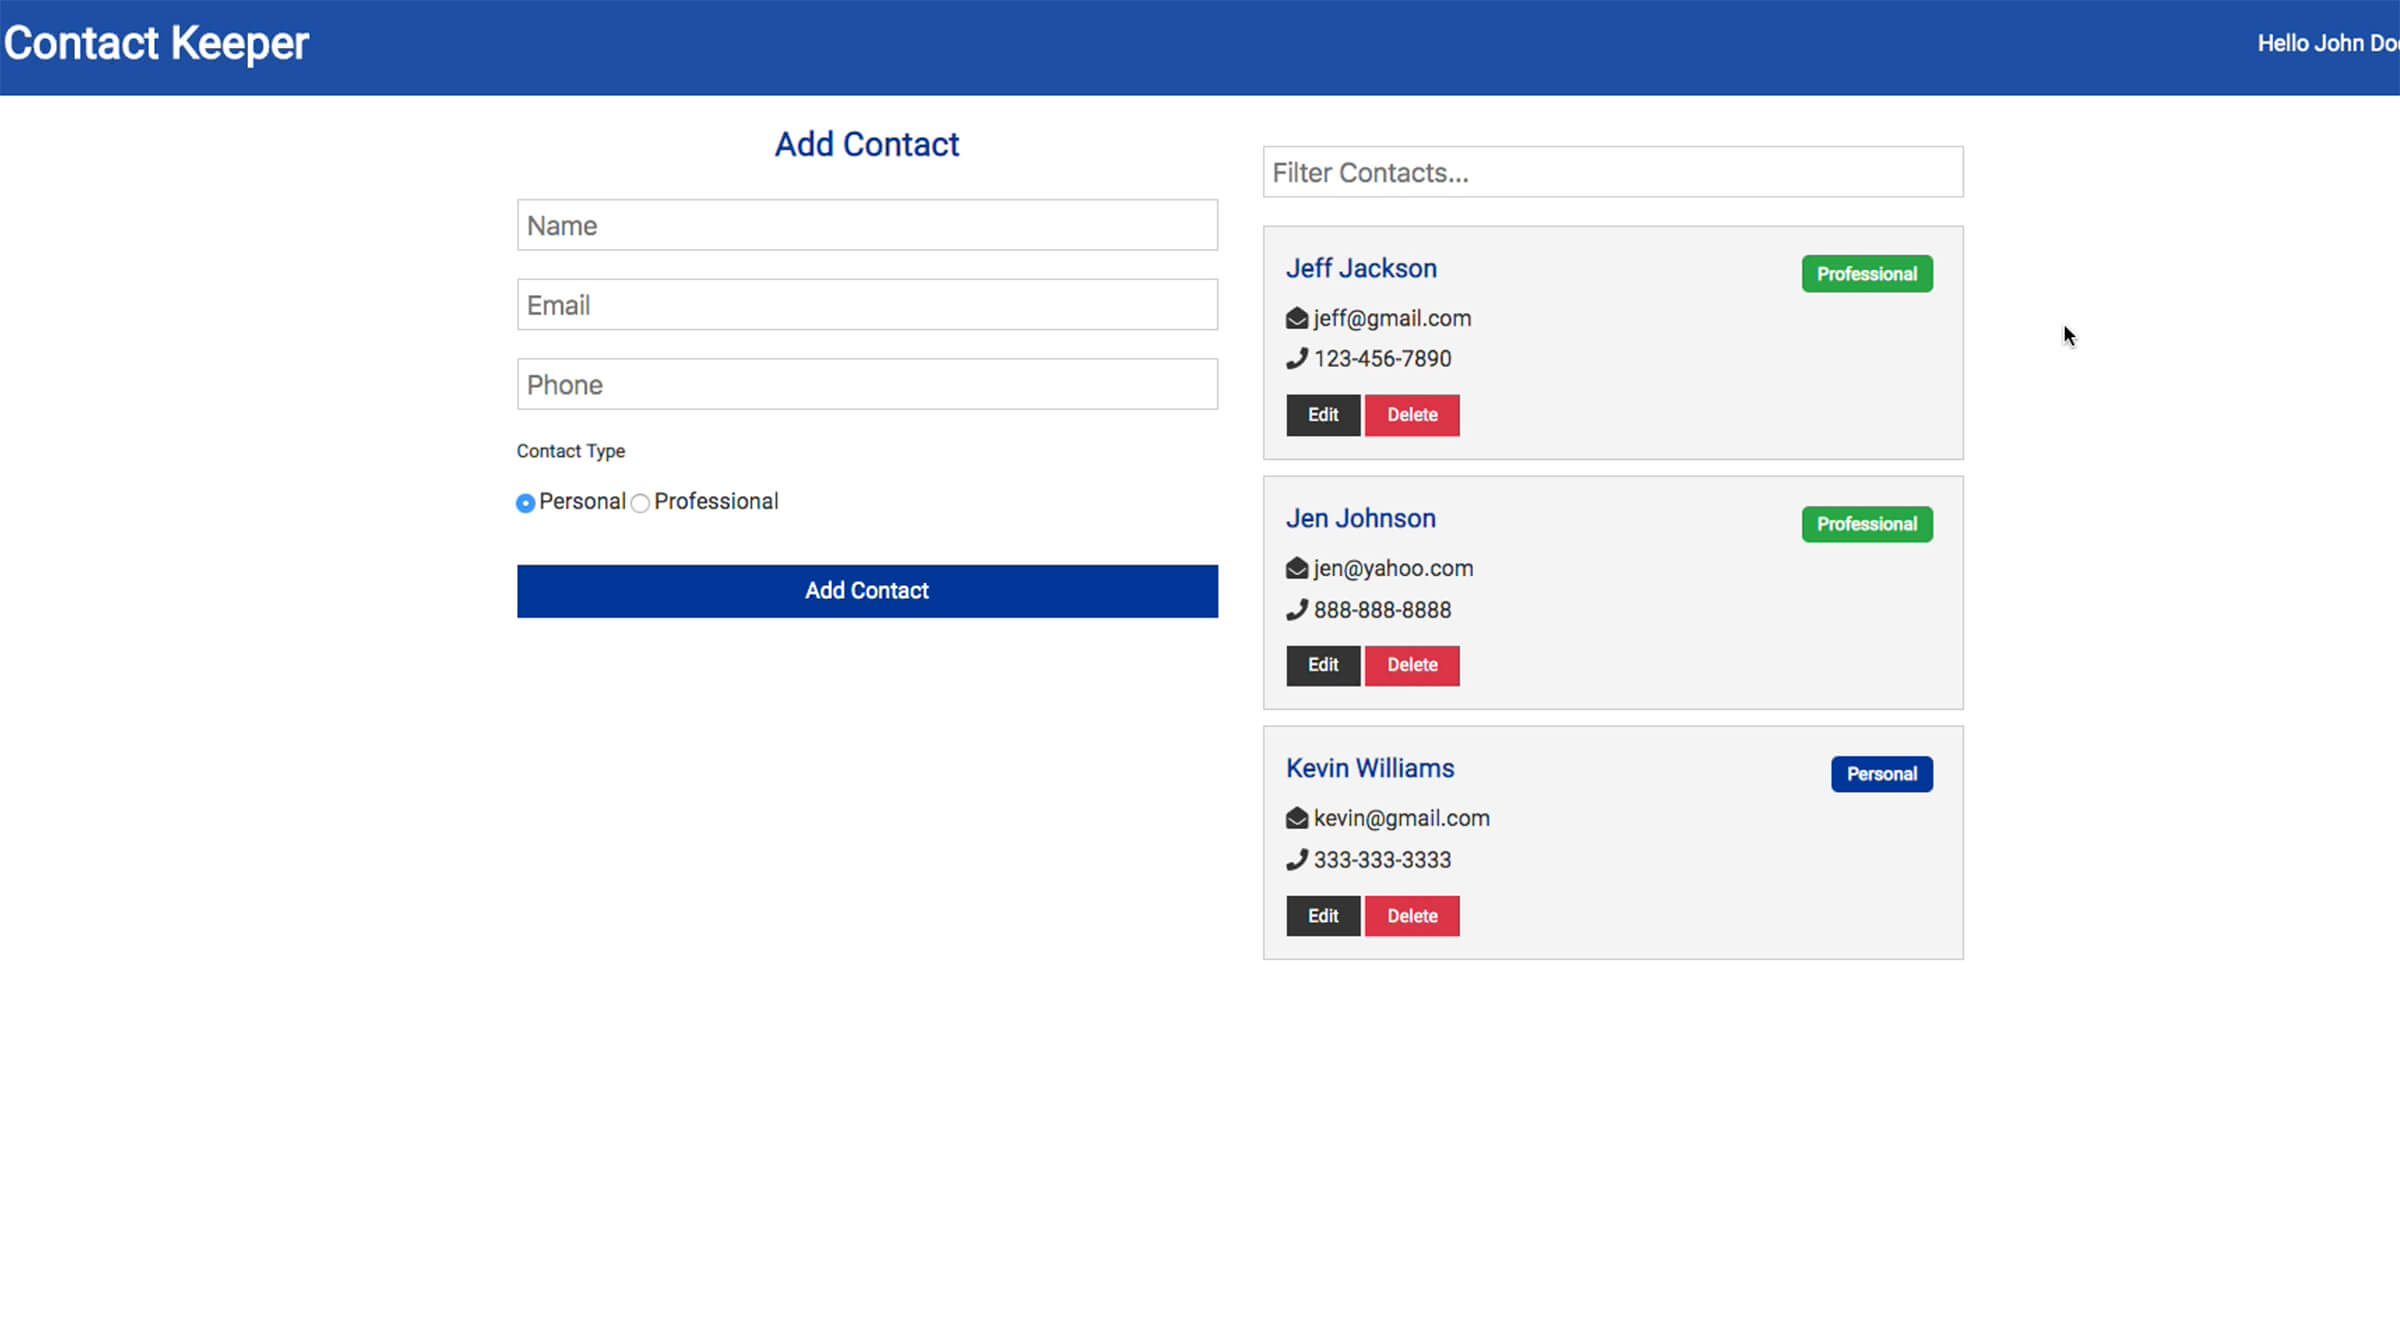 Contact Keeper
Hello John Doe
Add Contact
Name
Email
Phone
Contact Type
Personal Professional
Add Contact
Filter Contacts...
Jeff Jackson
Professional
jeff@gmail.com
123-456-7890
Edit Delete
Jen Johnson
Professional
jen@yahoo.com
888-888-8888
Edit Delete
Kevin Williams
Personal
kevin@gmail.com
333-333-3333
Edit Delete